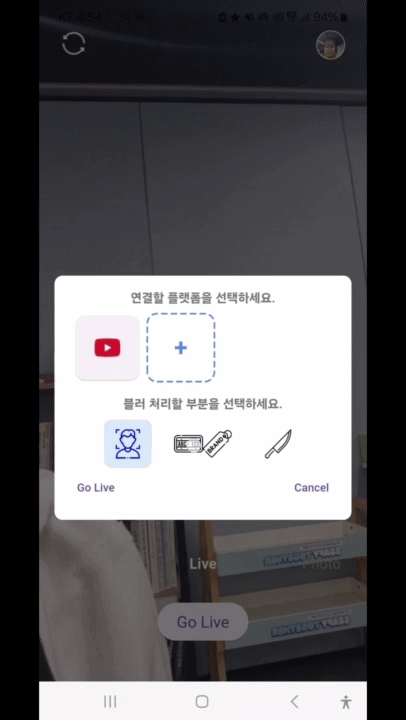 KT 4:54 94%
연결할 플랫폼을 선택하세요.
+
블러 처리할 부분을 선택하세요.
BRAND
Go Live Cancel
Live Photo
Go Live